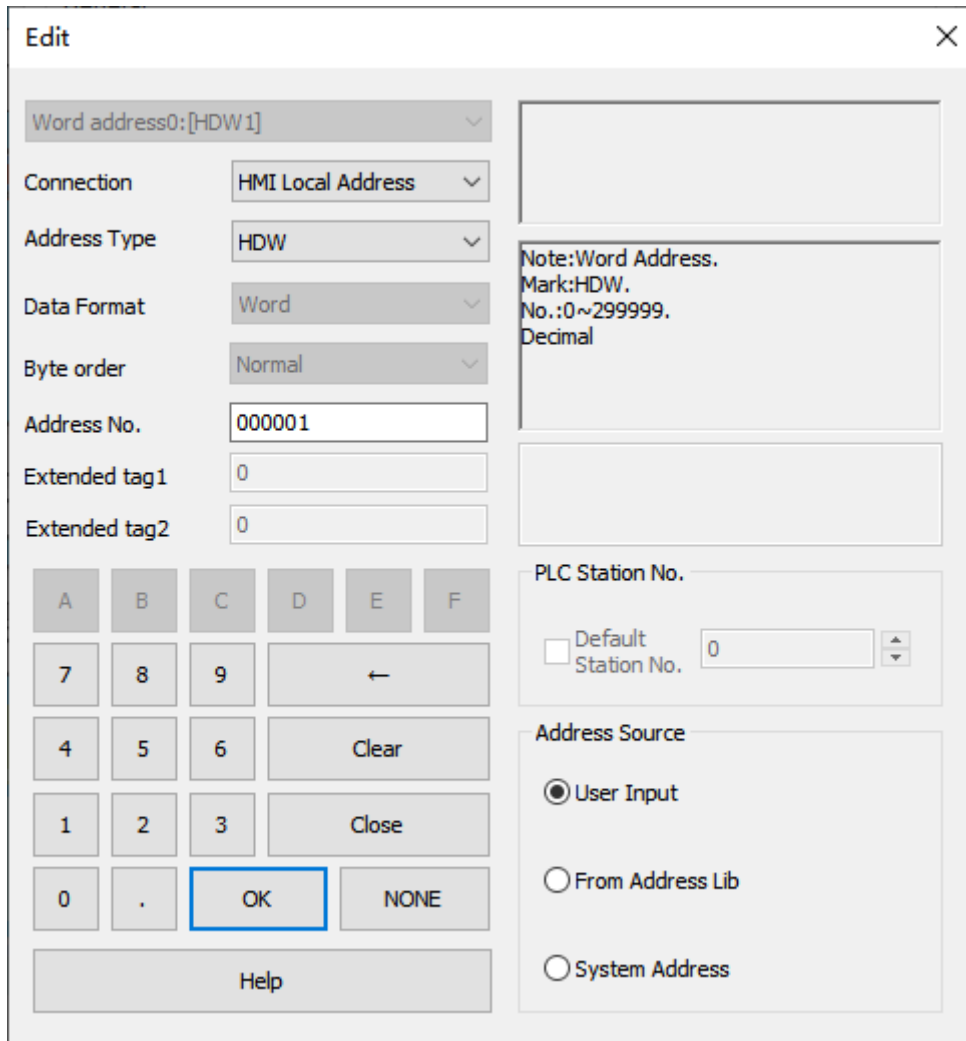 Edit
Word address0:[HDW1]
Connection
HMI Local Address
Address Type
HDW
Data Format
Word
Byte order
Normal
Address No.
000001
Extended tag1
0
Extended tag2
0
A B C D E F
7 8 9 ←
4 5 6 Clear
1 2 3 Close
0 . OK NONE
Help
Note:Word Address.
Mark:HDW.
No.:0~299999.
Decimal
PLC Station No.
Default
Station No.
0
Address Source
User Input
From Address Lib
System Address